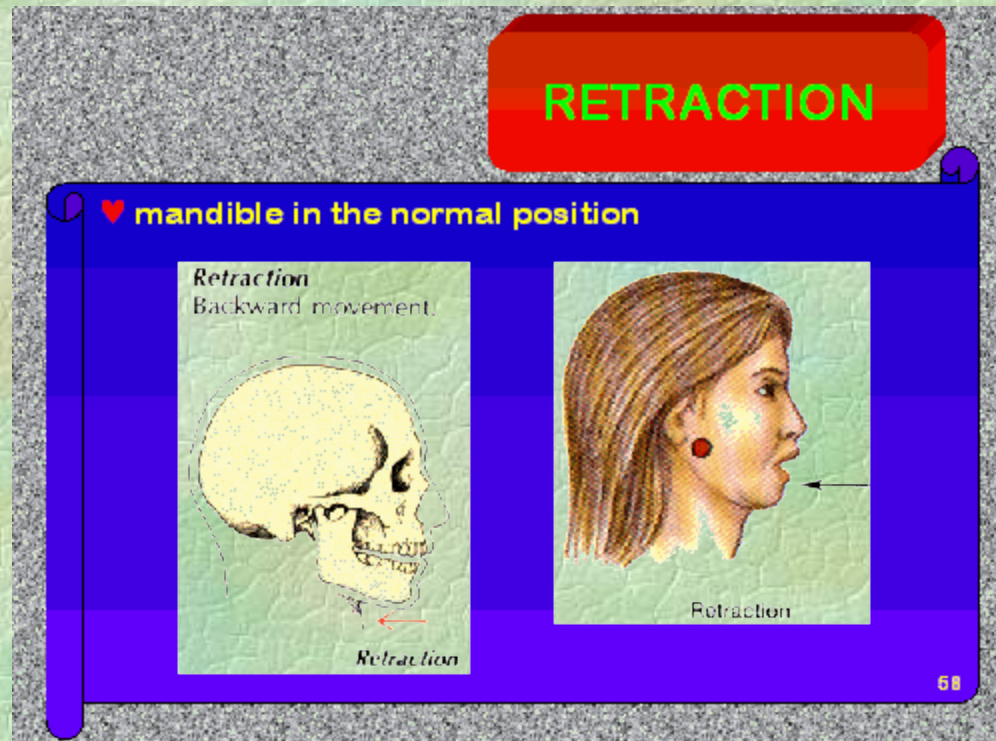 RETRACTION
♥ mandible in the normal position
Retraction
Backward movement.
Retraction
Retraction
58